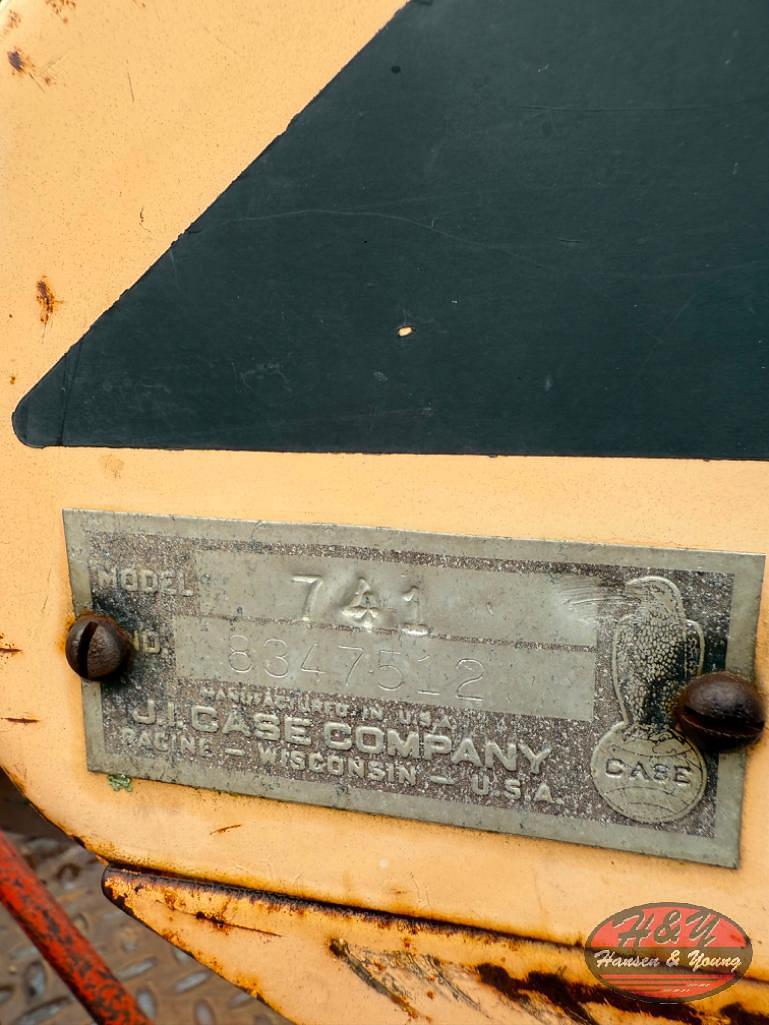 MODEL 741
NO. 8347512
MANUFACTURED IN U.S.A.
J.I. CASE COMPANY
RACINE – WISCONSIN – U.S.A.
CASE
H&Y
Hansen & Young